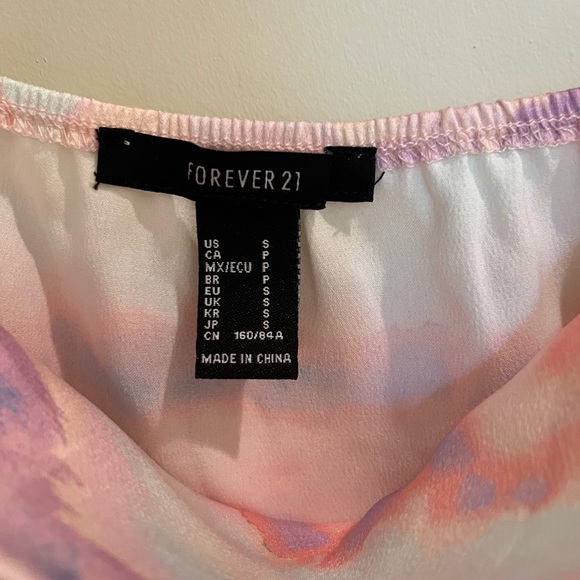 FOREVER 21
US S
CA P
MX/ECU P
BR P
EU S
UK S
KR S
JP S
CN 160/84A
MADE IN CHINA